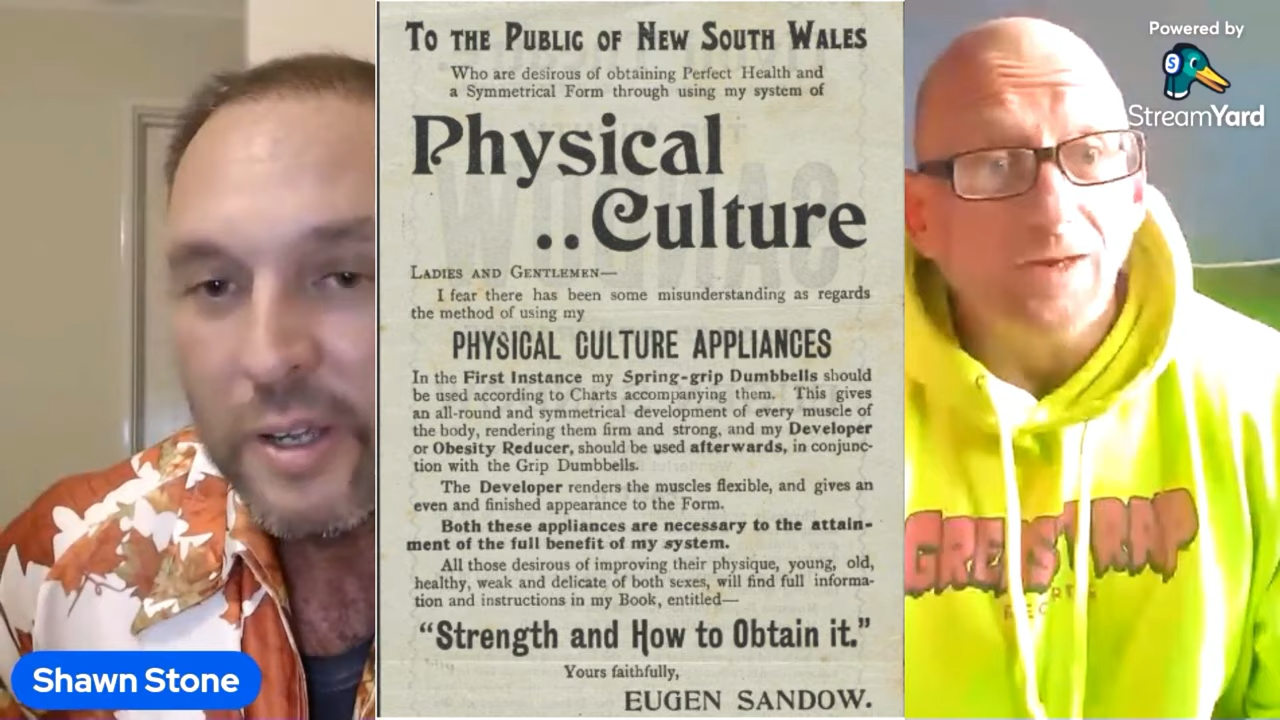 To the Public of New South Wales
Who are desirous of obtaining Perfect Health and
a Symmetrical Form through using my system of
Physical
..Culture
Ladies and Gentlemen—
I fear there has been some misunderstanding as regards
the method of using my
PHYSICAL CULTURE APPLIANCES
In the First Instance my Spring-grip Dumbbells should
be used according to Charts accompanying them. This gives
an all-round and symmetrical development of every muscle of
the body, rendering them firm and strong, and my Developer
or Obesity Reducer, should be used afterwards, in conjunc-
tion with the Grip Dumbbells.
The Developer renders the muscles flexible, and gives an
even and finished appearance to the Form.
Both these appliances are necessary to the attain-
ment of the full benefit of my system.
All those desirous of improving their physique, young, old,
healthy, weak and delicate of both sexes, will find full informa-
tion and instructions in my Book, entitled—
“Strength and How to Obtain it.”
Yours faithfully,
EUGEN SANDOW.
Shawn Stone
Powered by
StreamYard